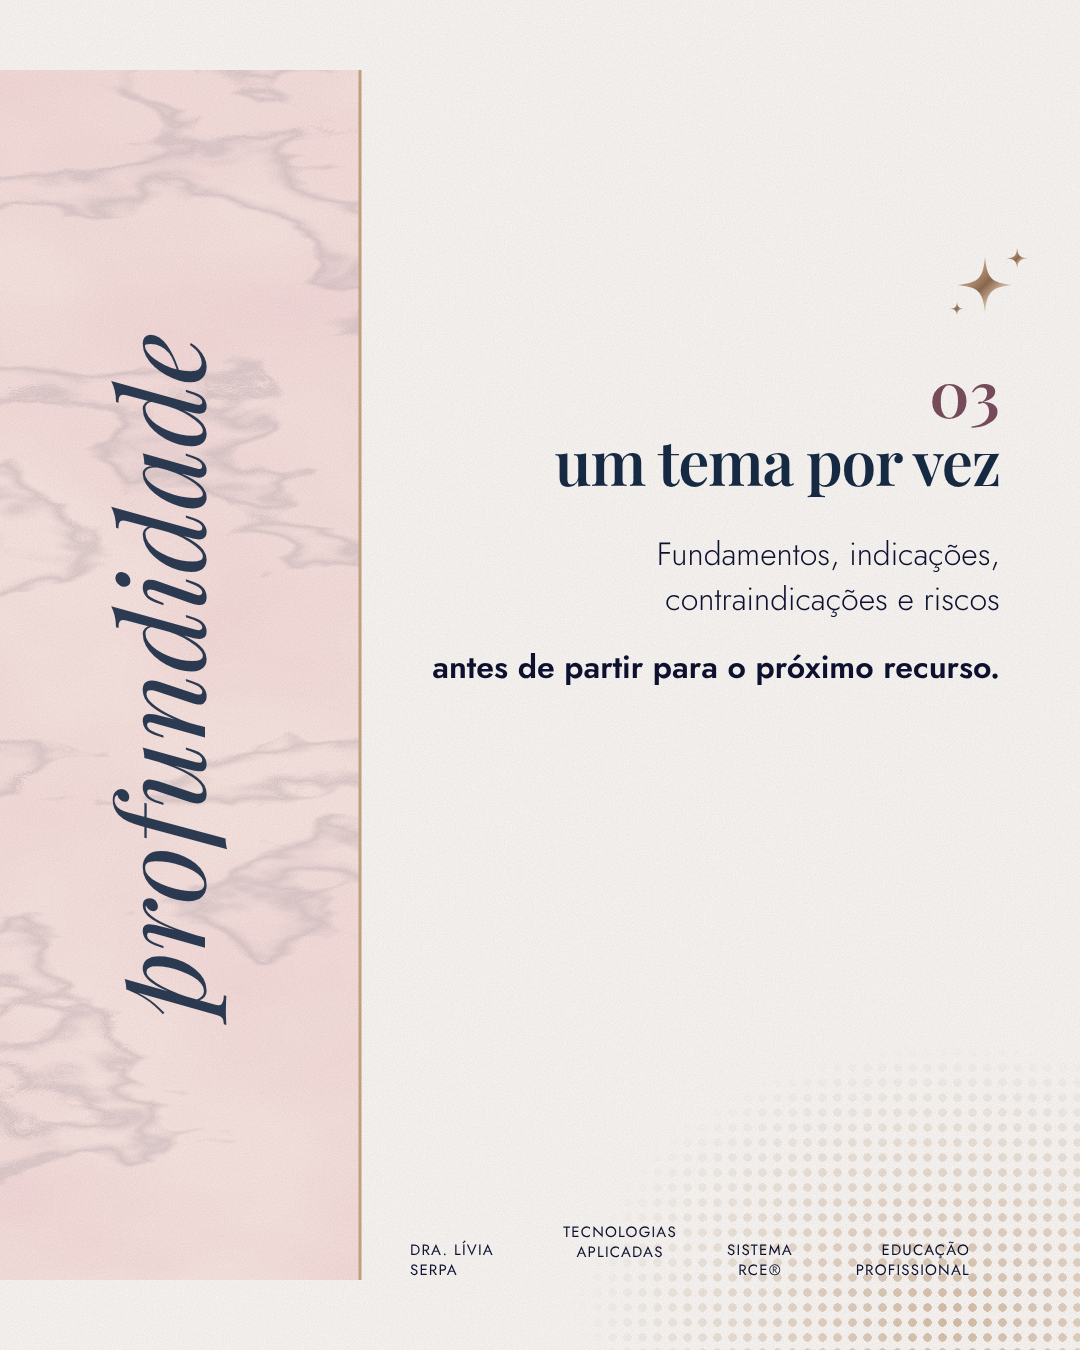 profundidade
03
um tema por vez
Fundamentos, indicações,
contraindicações e riscos
antes de partir para o próximo recurso.
DRA. LÍVIA
SERPA
TECNOLOGIAS
APLICADAS
SISTEMA
RCE®
EDUCAÇÃO
PROFISSIONAL